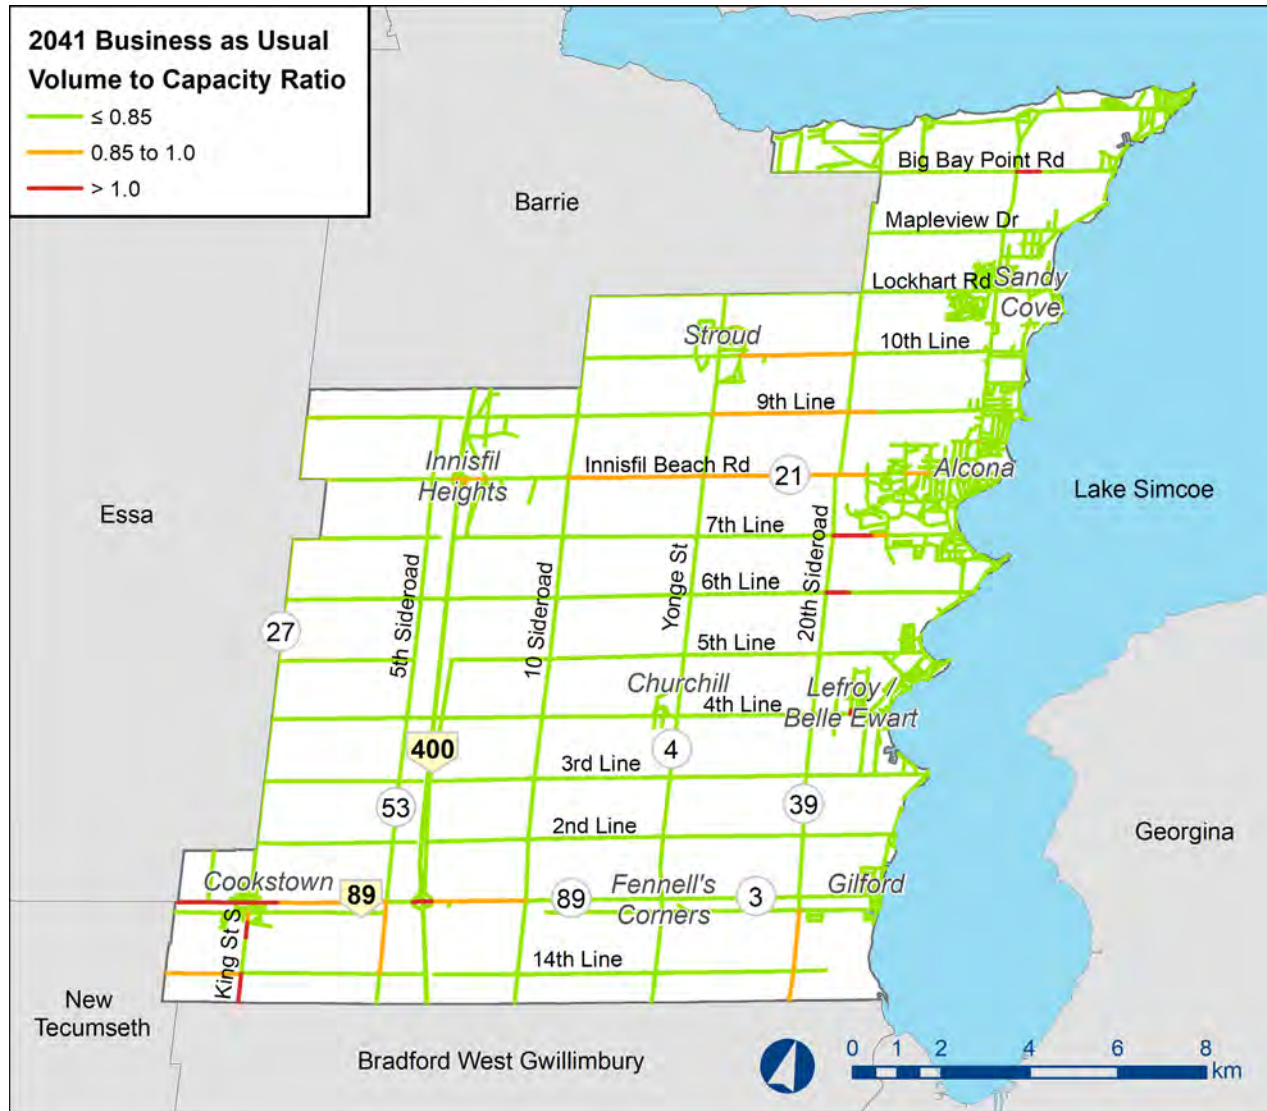 2041 Business as Usual
Volume to Capacity Ratio
≤ 0.85
0.85 to 1.0
> 1.0
Big Bay Point Rd
Barrie
Mapleview Dr
Lockhart Rd
Sandy
Cove
Stroud
10th Line
9th Line
Innisfil
Heights
Innisfil Beach Rd
21
Alcona
Lake Simcoe
Essa
7th Line
5th Sideroad
10 Sideroad
Yonge St
20th Sideroad
6th Line
27
5th Line
Churchill
4th Line
Lefroy /
Belle Ewart
400
4
3rd Line
53
39
2nd Line
Georgina
Cookstown
89
89
Fennell's
Corners
3
Gilford
King St S
14th Line
New
Tecumseth
Bradford West Gwillimbury
0 1 2 4 6 8
km